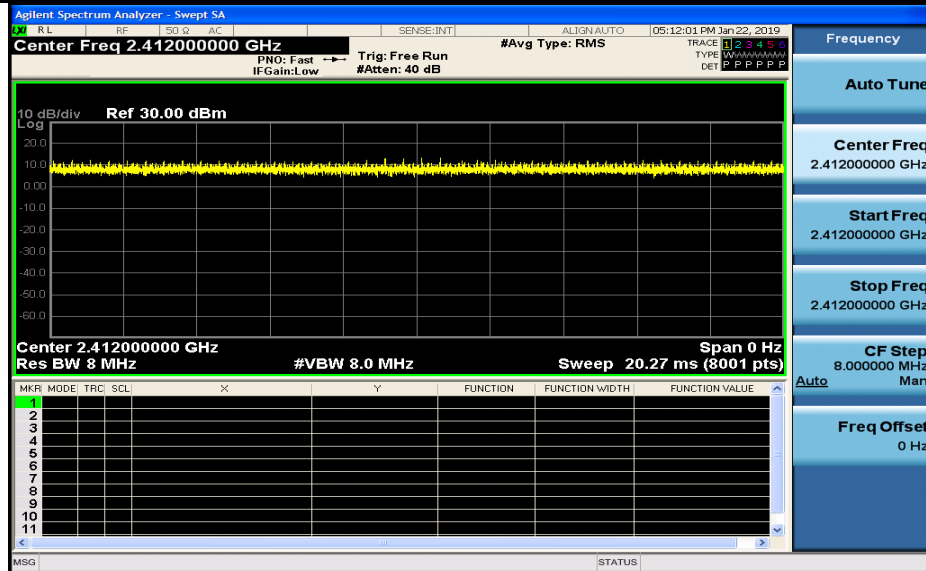 Agilent Spectrum Analyzer - Swept SA
LXI RL RF 50 Ω AC SENSE:INT ALIGN AUTO 05:12:01 PM Jan 22, 2019
Center Freq 2.412000000 GHz
#Avg Type: RMS
TRACE 1 2 3 4 5 6
PNO: Fast
Trig: Free Run
TYPE WWWWWW
IFGain:Low
#Atten: 40 dB
DET P P P P P P
10 dB/div Ref 30.00 dBm
Log
20.0
10.0
0.00
-10.0
-20.0
-30.0
-40.0
-50.0
-60.0
Center 2.412000000 GHz Span 0 Hz
Res BW 8 MHz #VBW 8.0 MHz Sweep 20.27 ms (8001 pts)
MKR MODE TRC SCL X Y FUNCTION FUNCTION WIDTH FUNCTION VALUE
1
2
3
4
5
6
7
8
9
10
11
MSG STATUS
Frequency
Auto Tune
Center Freq
2.412000000 GHz
Start Freq
2.412000000 GHz
Stop Freq
2.412000000 GHz
CF Step
8.000000 MHz
Auto Man
Freq Offset
0 Hz